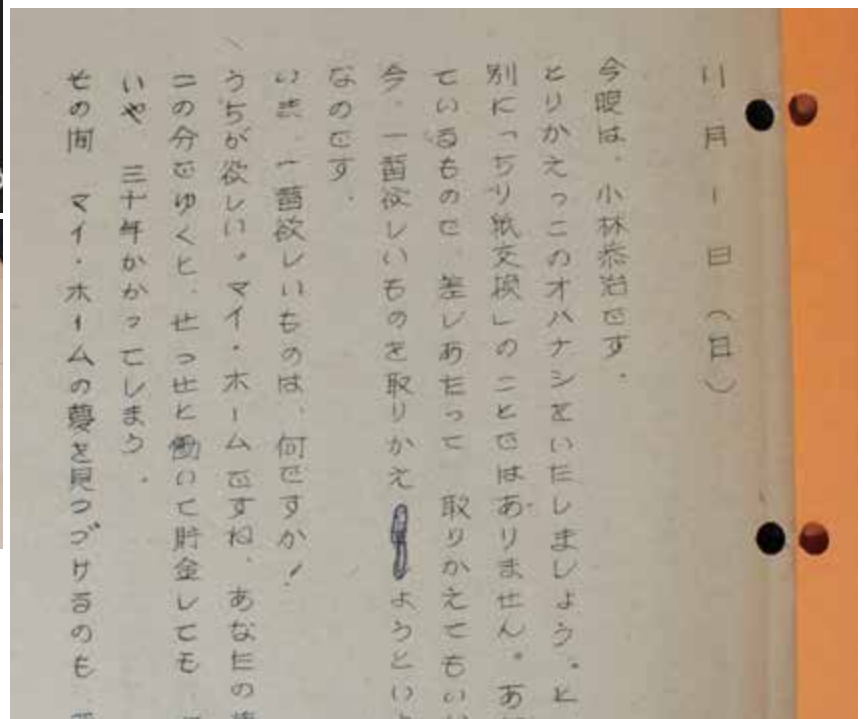 11月1日(日)
今晩は、小林恭治です.
とりかえっこのオハナシをいたしましょう。と
別に「ちり紙交換」のことではありません。あ
ているもので、差しあたって 取りかえてもいい
今、一番欲しいものを取りかえようといい
なのです.
い ま、一番欲しいものは、何ですか!
うちが欲しい。マイ・ホームですね、あなたの
この分でゆくと、せっせと働いて貯金しても
いや 三十年かかってしまう.
その間 マイ・ホームの夢を見つづけるのも